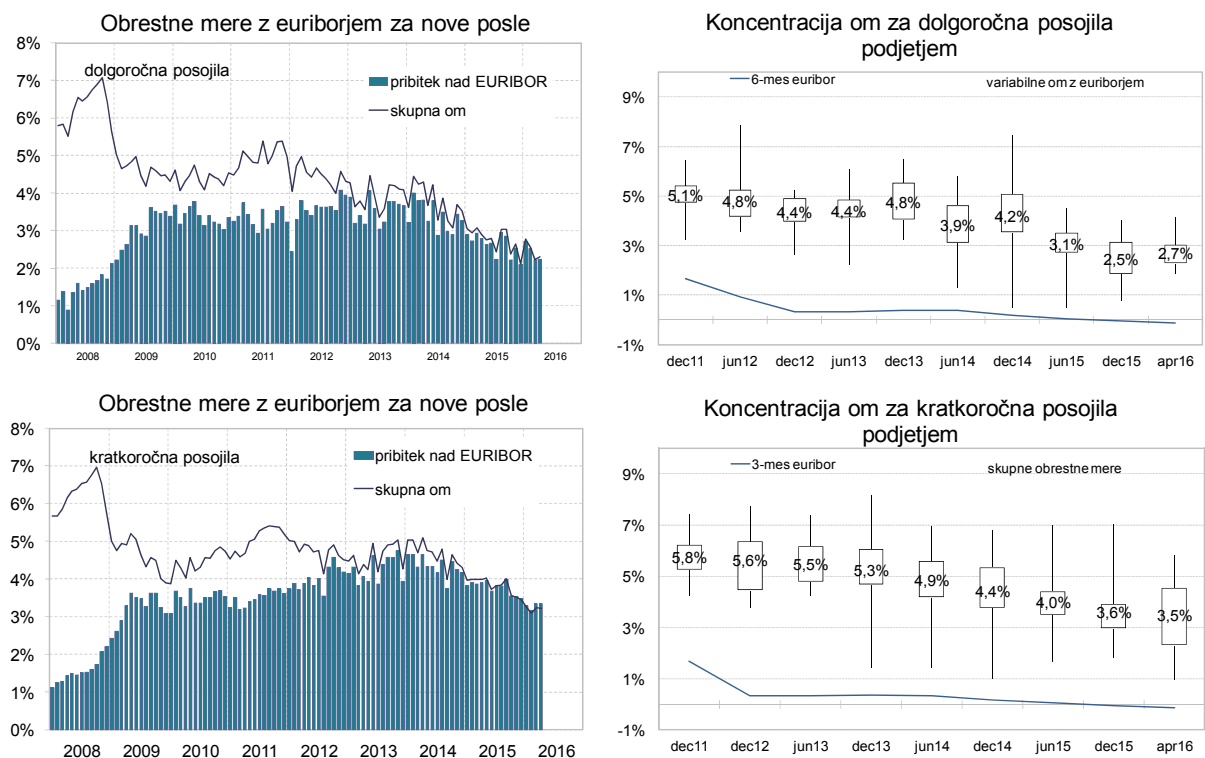 Obrestne mere z euriborjem za nove posle
8%
7%
6%
5%
4%
3%
2%
1%
0%
dolgoročna posojila
pribitek nad EURIBOR
skupna om
2008 2009 2010 2011 2012 2013 2014 2015 2016
Koncentracija om za dolgoročna posojila
podjetjem
9%
7%
5%
3%
1%
-1%
6-mes euribor
variabilne om z euriborjem
5,1% 4,8% 4,4% 4,4% 4,8% 3,9% 4,2% 3,1% 2,5% 2,7%
dec11 jun12 dec12 jun13 dec13 jun14 dec14 jun15 dec15 apr16
Obrestne mere z euriborjem za nove posle
8%
7%
6%
5%
4%
3%
2%
1%
0%
kratkoročna posojila
pribitek nad EURIBOR
skupna om
2008 2009 2010 2011 2012 2013 2014 2015 2016
Koncentracija om za kratkoročna posojila
podjetjem
9%
7%
5%
3%
1%
-1%
3-mes euribor
skupne obrestne mere
5,8% 5,6% 5,5% 5,3% 4,9% 4,4% 4,0% 3,6% 3,5%
dec11 dec12 jun13 dec13 jun14 dec14 jun15 dec15 apr16